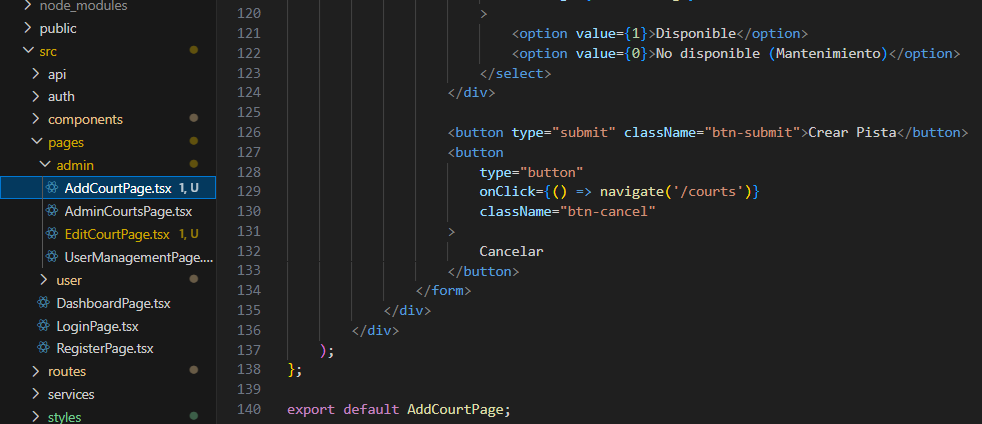 node_modules
public
src
api
auth
components
pages
admin
AddCourtPage.tsx 1, U
AdminCourtsPage.tsx
EditCourtPage.tsx 1, U
UserManagementPage....
user
DashboardPage.tsx
LoginPage.tsx
RegisterPage.tsx
routes
services
styles
120 >
121 <option value={1}>Disponible</option>
122 <option value={0}>No disponible (Mantenimiento)</option>
123 </select>
124 </div>
125
126 <button type="submit" className="btn-submit">Crear Pista</button>
127 <button
128 type="button"
129 onClick={() => navigate('/courts')}
130 className="btn-cancel"
131 >
132 Cancelar
133 </button>
134 </form>
135 </div>
136 </div>
137 );
138 };
139
140 export default AddCourtPage;